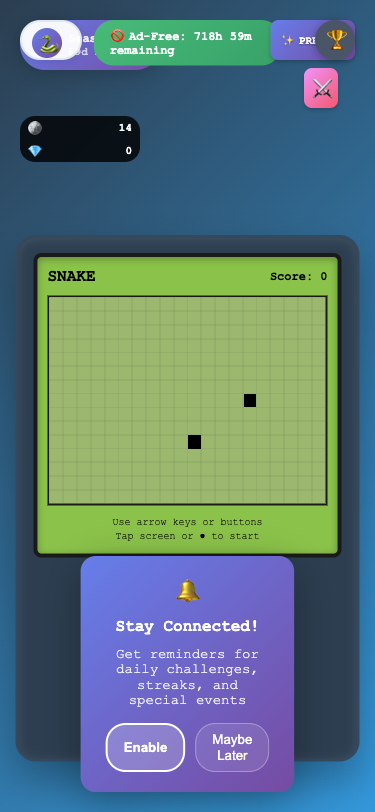 🚫 Ad-Free: 718h 59m
remaining
14
0
SNAKE
Score: 0
Use arrow keys or buttons
Tap screen or ● to start
Stay Connected!
Get reminders for
daily challenges,
streaks, and
special events
Enable
Maybe
Later